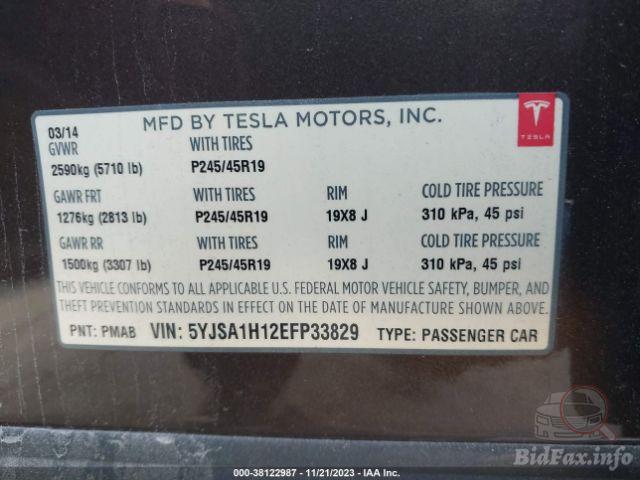 03/14 MFD BY TESLA MOTORS, INC.
TESLA
GVWR WITH TIRES
2590kg (5710 lb) P245/45R19
GAWR FRT WITH TIRES RIM COLD TIRE PRESSURE
1276kg (2813 lb) P245/45R19 19X8 J 310 kPa, 45 psi
GAWR RR WITH TIRES RIM COLD TIRE PRESSURE
1500kg (3307 lb) P245/45R19 19X8 J 310 kPa, 45 psi
THIS VEHICLE CONFORMS TO ALL APPLICABLE U.S. FEDERAL MOTOR VEHICLE SAFETY, BUMPER, AND
THEFT PREVENTION STANDARDS IN EFFECT ON THE DATE OF MANUFACTURE SHOWN ABOVE.
PNT: PMAB VIN: 5YJSA1H12EFP33829 TYPE: PASSENGER CAR
BidFax.info
000-38122987 - 11/21/2023 - IAA Inc.